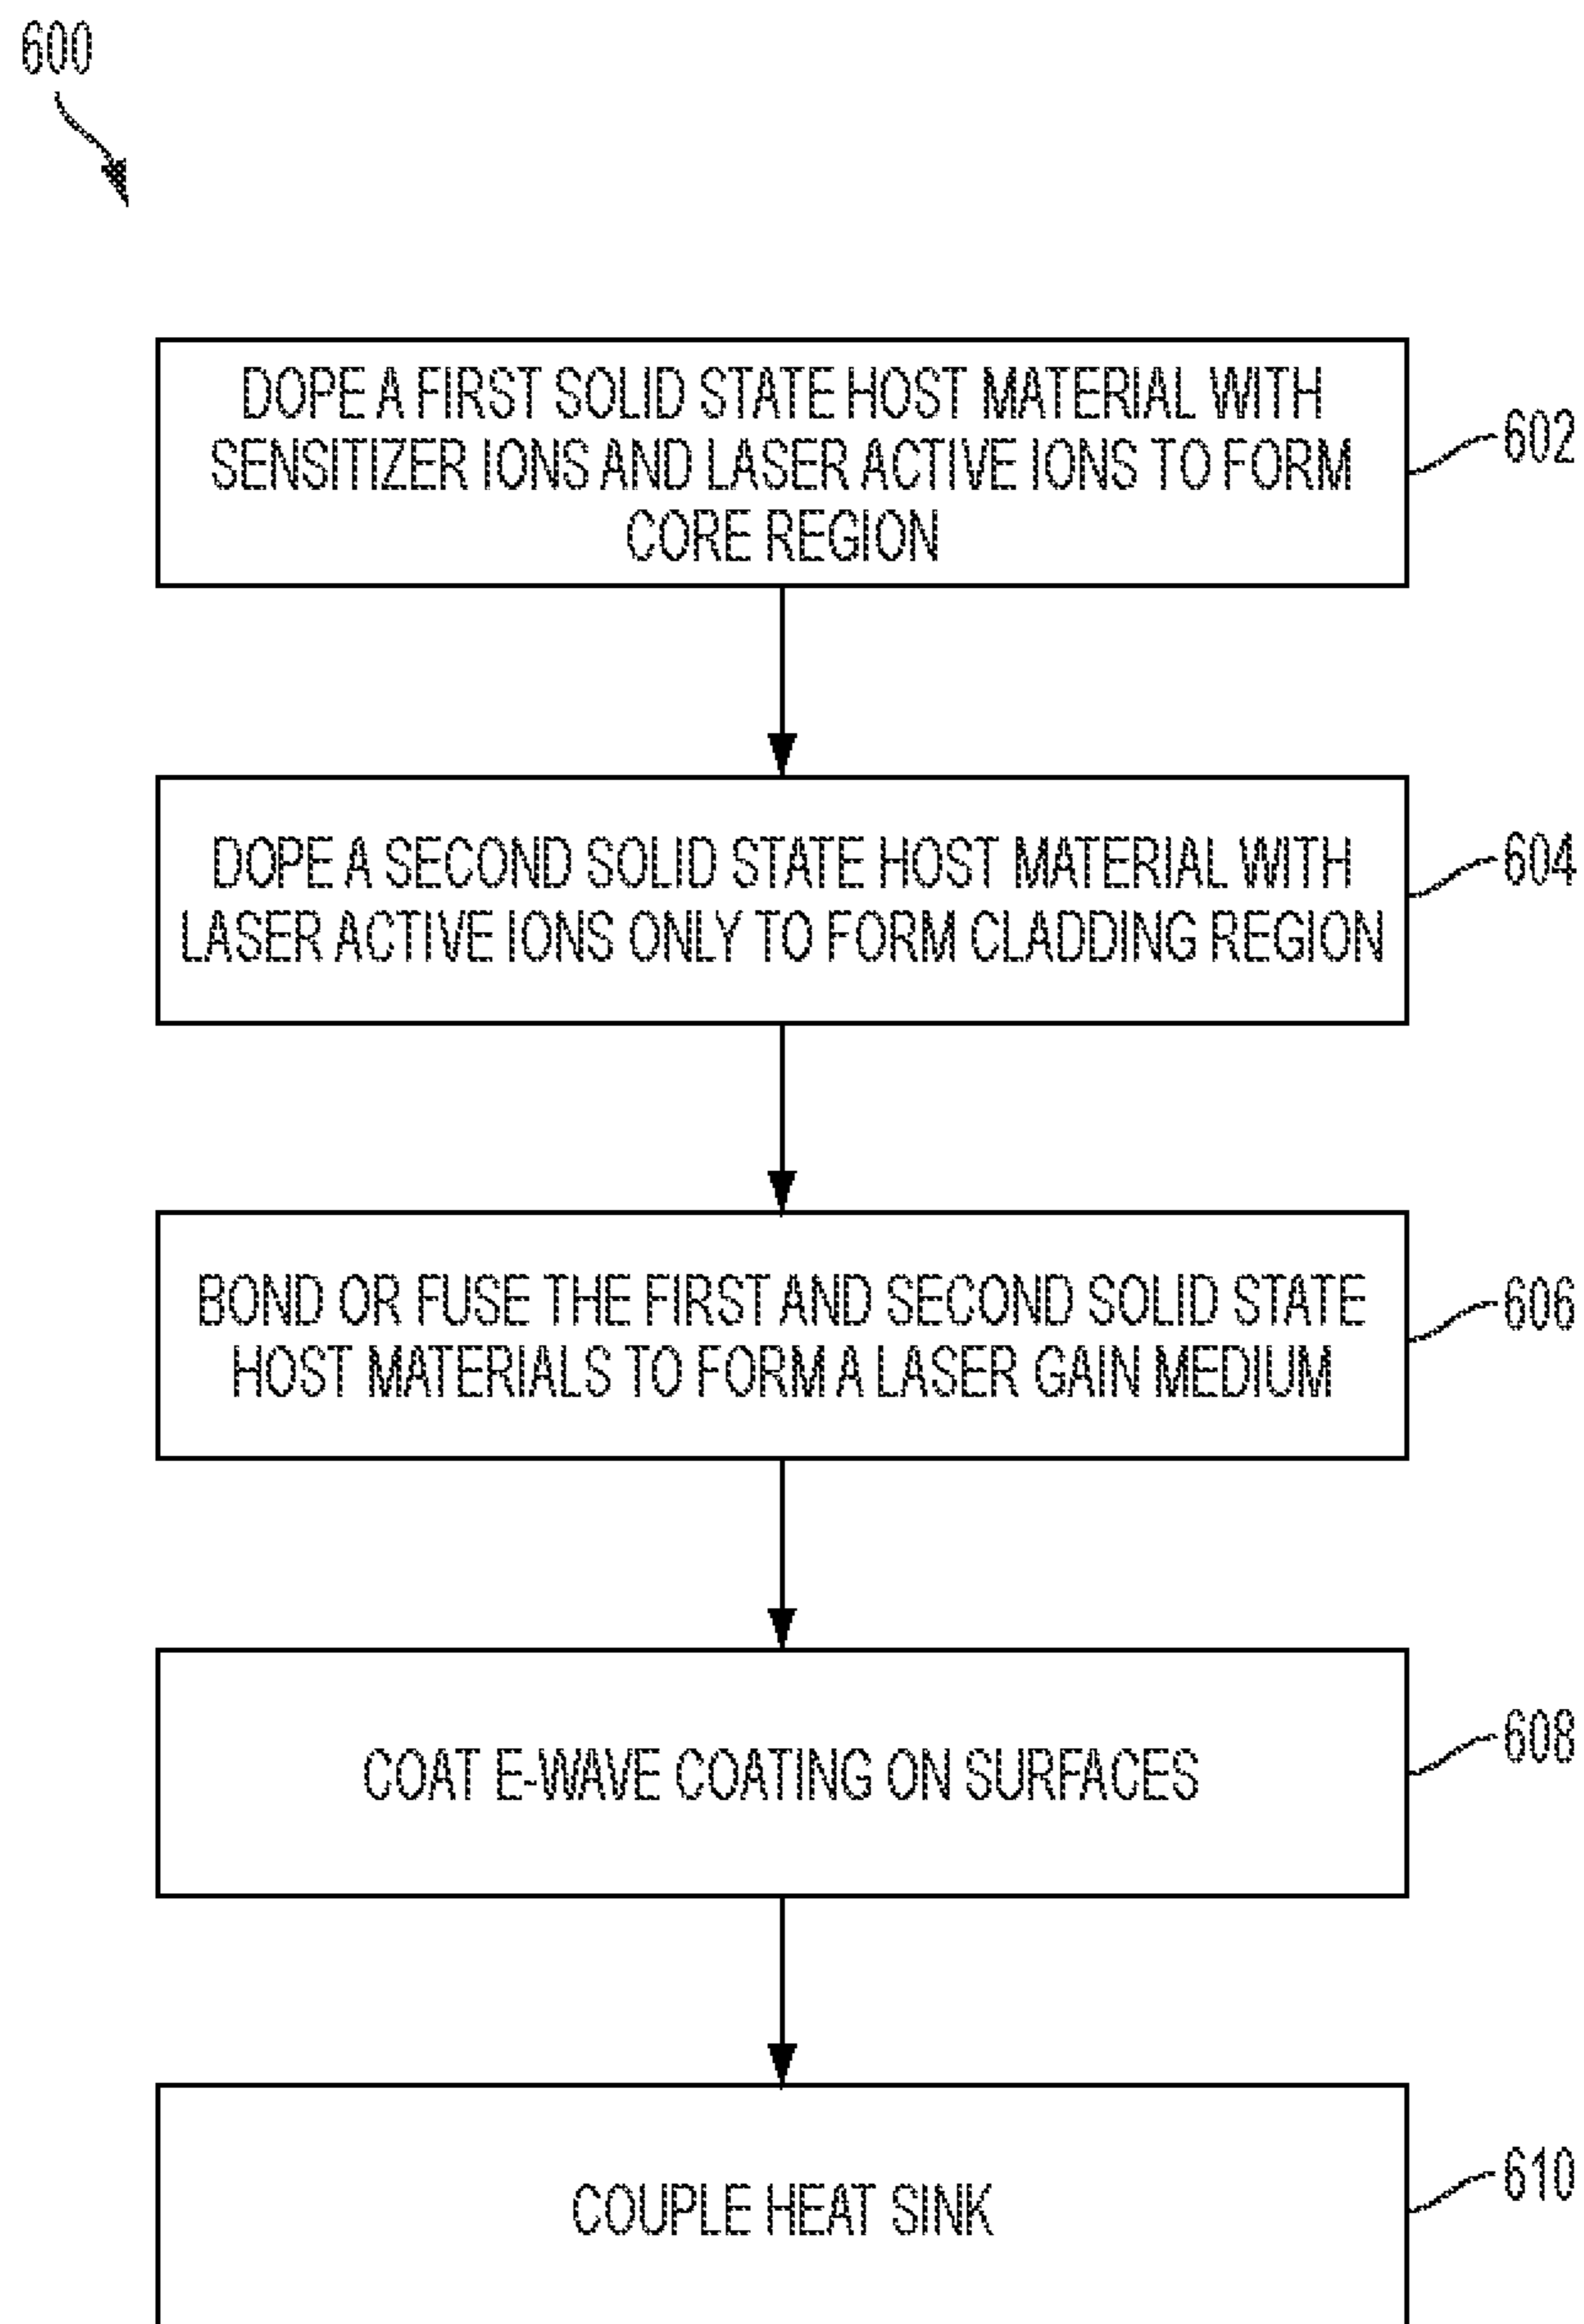 600
DOPE A FIRST SOLID STATE HOST MATERIAL WITH
SENSITIZER IONS AND LASER ACTIVE IONS TO FORM
CORE REGION
602
DOPE A SECOND SOLID STATE HOST MATERIAL WITH
LASER ACTIVE IONS ONLY TO FORM CLADDING REGION
604
BOND OR FUSE THE FIRST AND SECOND SOLID STATE
HOST MATERIALS TO FORM A LASER GAIN MEDIUM
606
COAT E-WAVE COATING ON SURFACES
608
COUPLE HEAT SINK
610